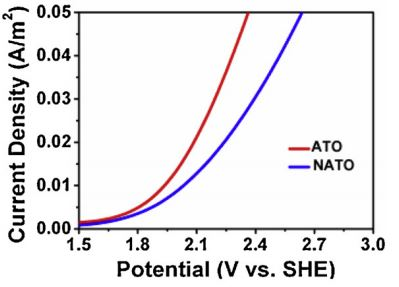 Current Density (A/m²)
0.05
0.04
0.03
0.02
0.01
0.00
ATO
NATO
1.5 1.8 2.1 2.4 2.7 3.0
Potential (V vs. SHE)